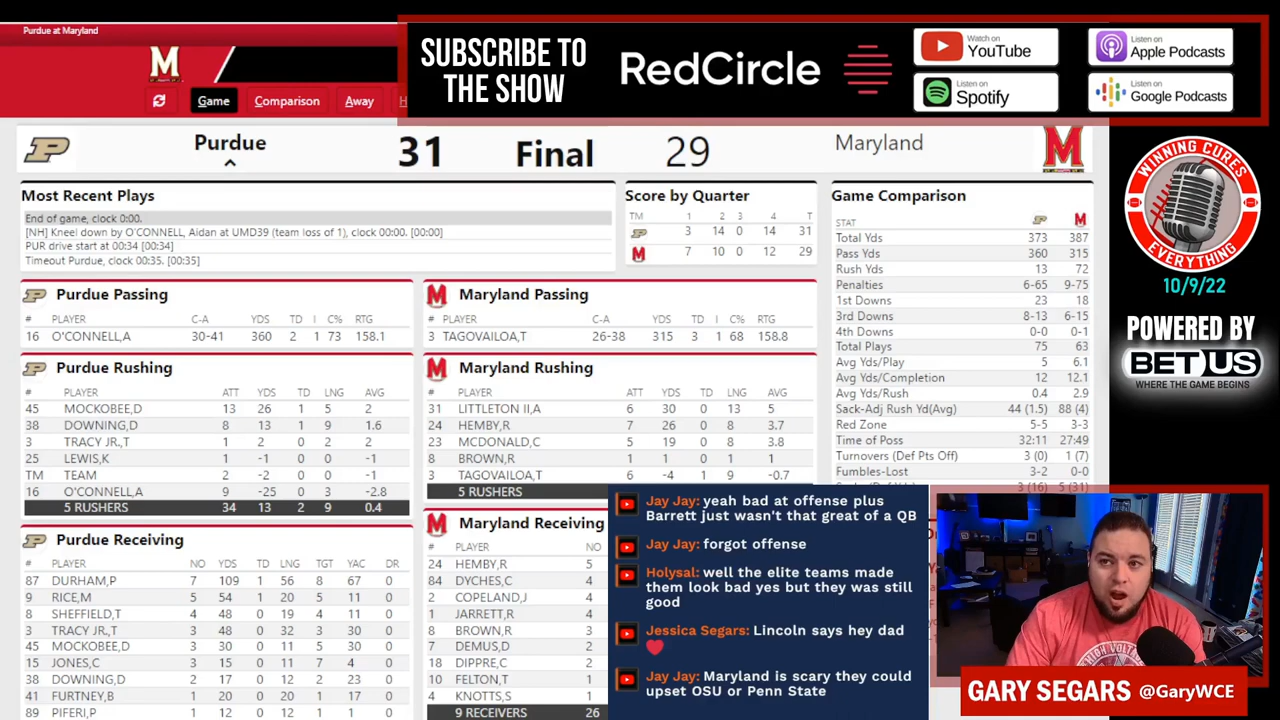 Purdue at Maryland
M
Game
Comparison
Away
SUBSCRIBE TO
THE SHOW
RedCircle
Watch on
YouTube
Listen on
Apple Podcasts
Listen on
Spotify
Listen on
Google Podcasts
P
Purdue
31
Final
29
Maryland
M
Most Recent Plays
End of game, clock 0:00.
[NH] Kneel down by O'CONNELL, Aidan at UMD39 (team loss of 1), clock 0:00. [00:00]
PUR drive start at 00:34 [00:34]
Timeout Purdue, clock 00:35. [00:35]
Score by Quarter
TM 1 2 3 4 T
P 3 14 0 14 31
M 7 10 0 12 29
Game Comparison
STAT P M
Total Yds 373 387
Pass Yds 360 315
Rush Yds 13 72
Penalties 6-65 9-75
1st Downs 23 18
3rd Downs 8-13 6-15
4th Downs 0-0 0-1
Total Plays 75 63
Avg Yds/Play 5 6.1
Avg Yds/Completion 12 12.1
Avg Yds/Rush 0.4 2.9
Sack-Adj Rush Yd(Avg) 44 (1.5) 88 (4)
Red Zone 5-5 3-3
Time of Poss 32:11 27:49
Turnovers (Def Pts Off) 3 (0) 1 (7)
Fumbles-Lost 3-2 0-0
Purdue Passing
# PLAYER C-A YDS TD I C% RTG
16 O'CONNELL,A 30-41 360 2 1 73 158.1
M Maryland Passing
# PLAYER C-A YDS TD I C% RTG
3 TAGOVAILOA,T 26-38 315 3 1 68 158.8
Purdue Rushing
# PLAYER ATT YDS TD LNG AVG
45 MOCKOBEE,D 13 26 1 5 2
38 DOWNING,D 8 13 1 9 1.6
3 TRACY JR.,T 1 2 0 2 2
25 LEWIS,K 1 -1 0 0 -1
TM TEAM 2 -2 0 0 -1
16 O'CONNELL,A 9 -25 0 3 -2.8
5 RUSHERS 34 13 2 9 0.4
M Maryland Rushing
# PLAYER ATT YDS TD LNG AVG
31 LITTLETON II,A 6 30 0 13 5
24 HEMBY,R 7 26 0 8 3.7
23 MCDONALD,C 5 19 0 8 3.8
8 BROWN,R 1 1 0 1 1
3 TAGOVAILOA,T 6 -4 1 9 -0.7
5 RUSHERS
Purdue Receiving
# PLAYER NO YDS TD LNG TGT YAC DR
87 DURHAM,P 7 109 1 56 8 67 0
9 RICE,M 5 54 1 20 5 11 0
8 SHEFFIELD,T 4 48 0 19 4 11 0
3 TRACY JR.,T 3 48 0 32 3 30 0
45 MOCKOBEE,D 3 30 0 11 5 30 0
15 JONES,C 3 15 0 11 7 4 0
38 DOWNING,D 2 17 0 12 2 23 0
41 FURTNEY,B 1 20 0 20 1 17 0
89 PIFERI,P 1 12 0 12 1 1 0
M Maryland Receiving
# PLAYER NO
24 HEMBY,R 5
84 DYCHES,C 4
2 COPELAND,J 4
1 JARRETT,R 4
8 BROWN,R 3
7 DEMUS,D 2
18 DIPPRE,C 2
10 FELTON,T 1
4 KNOTTS,S 1
9 RECEIVERS 26
Jay Jay: yeah bad at offense plus
Barrett just wasn't that great of a QB
Jay Jay: forgot offense
Holysal: well the elite teams made
them look bad yes but they was still
good
Jessica Segars: Lincoln says hey dad
Jay Jay: Maryland is scary they could
upset OSU or Penn State
WINNING CURES
EVERYTHING
10/9/22
POWERED BY
BETUS
WHERE THE GAME BEGINS
GARY SEGARS @GaryWCE